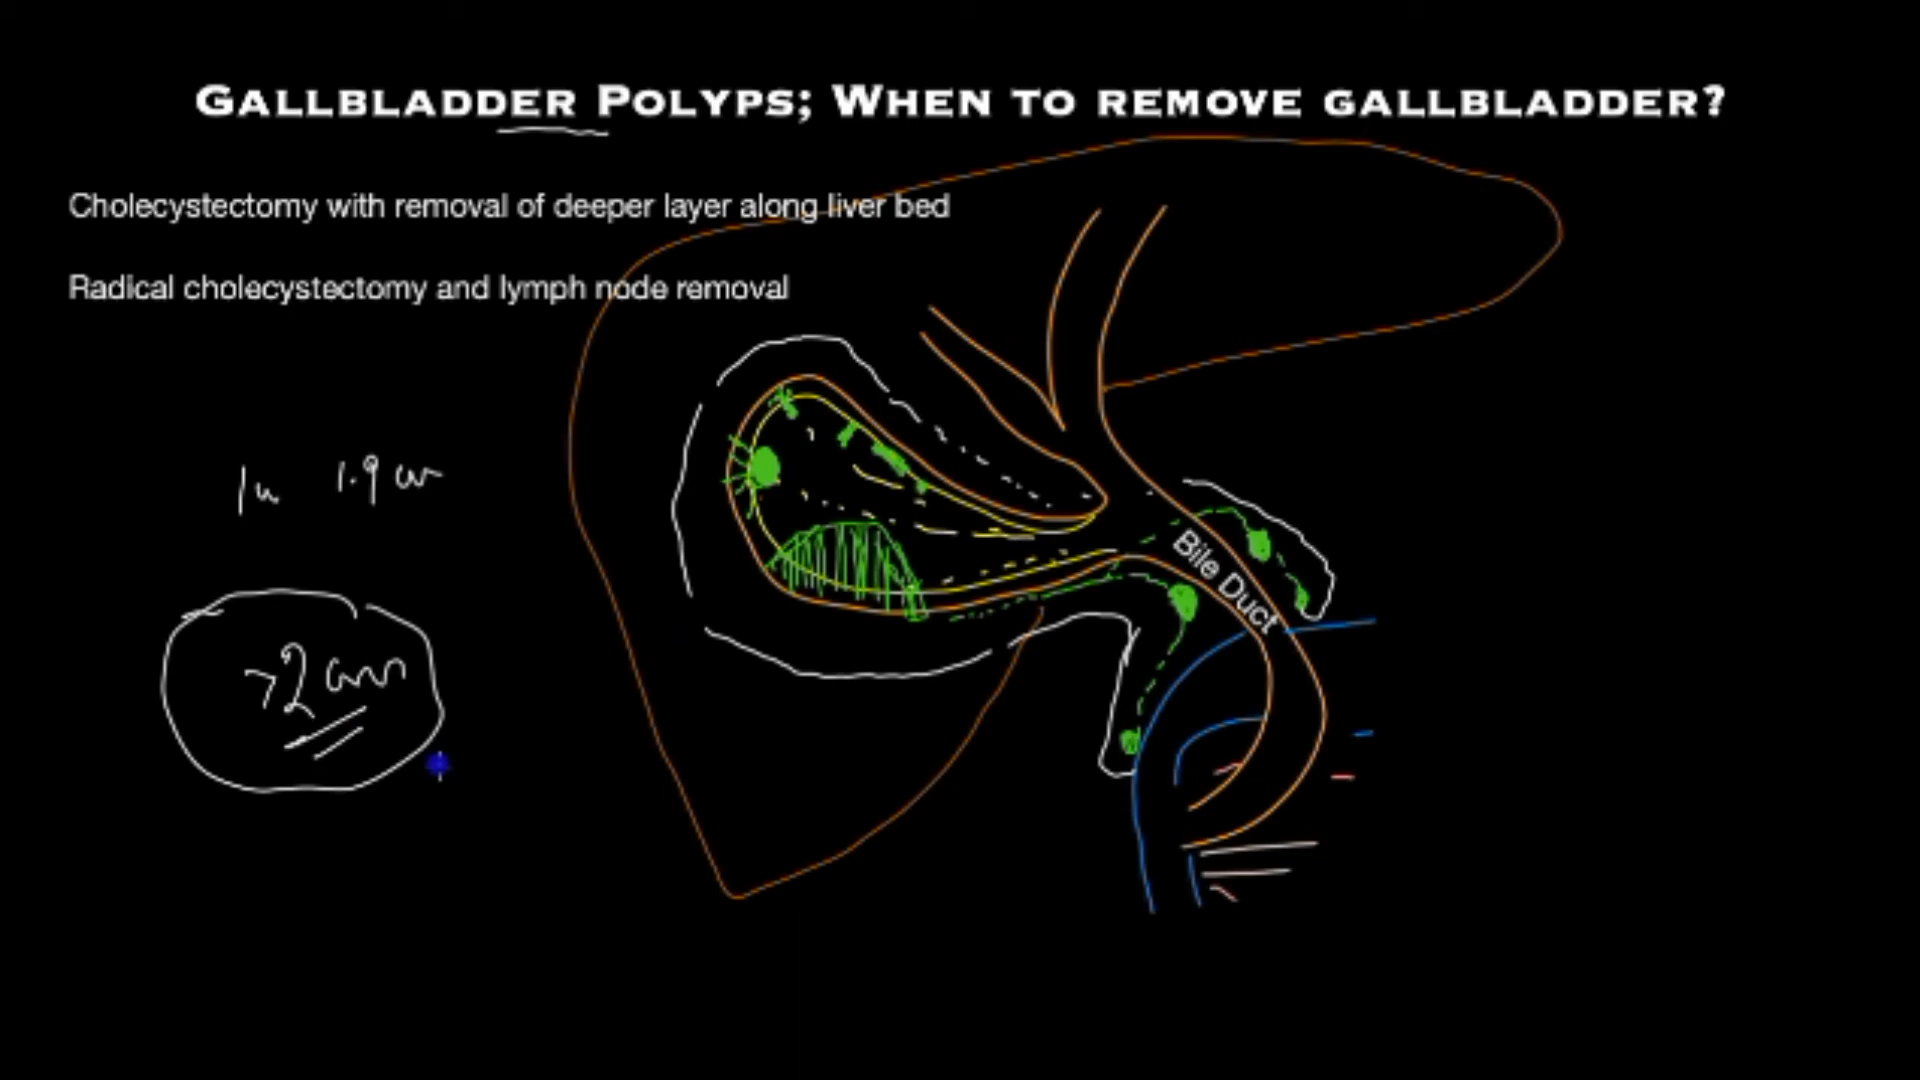 GALLBLADDER POLYPS; WHEN TO REMOVE GALLBLADDER?
Cholecystectomy with removal of deeper layer along liver bed
Radical cholecystectomy and lymph node removal
1.9 cm
>2 cm
Bile Duct